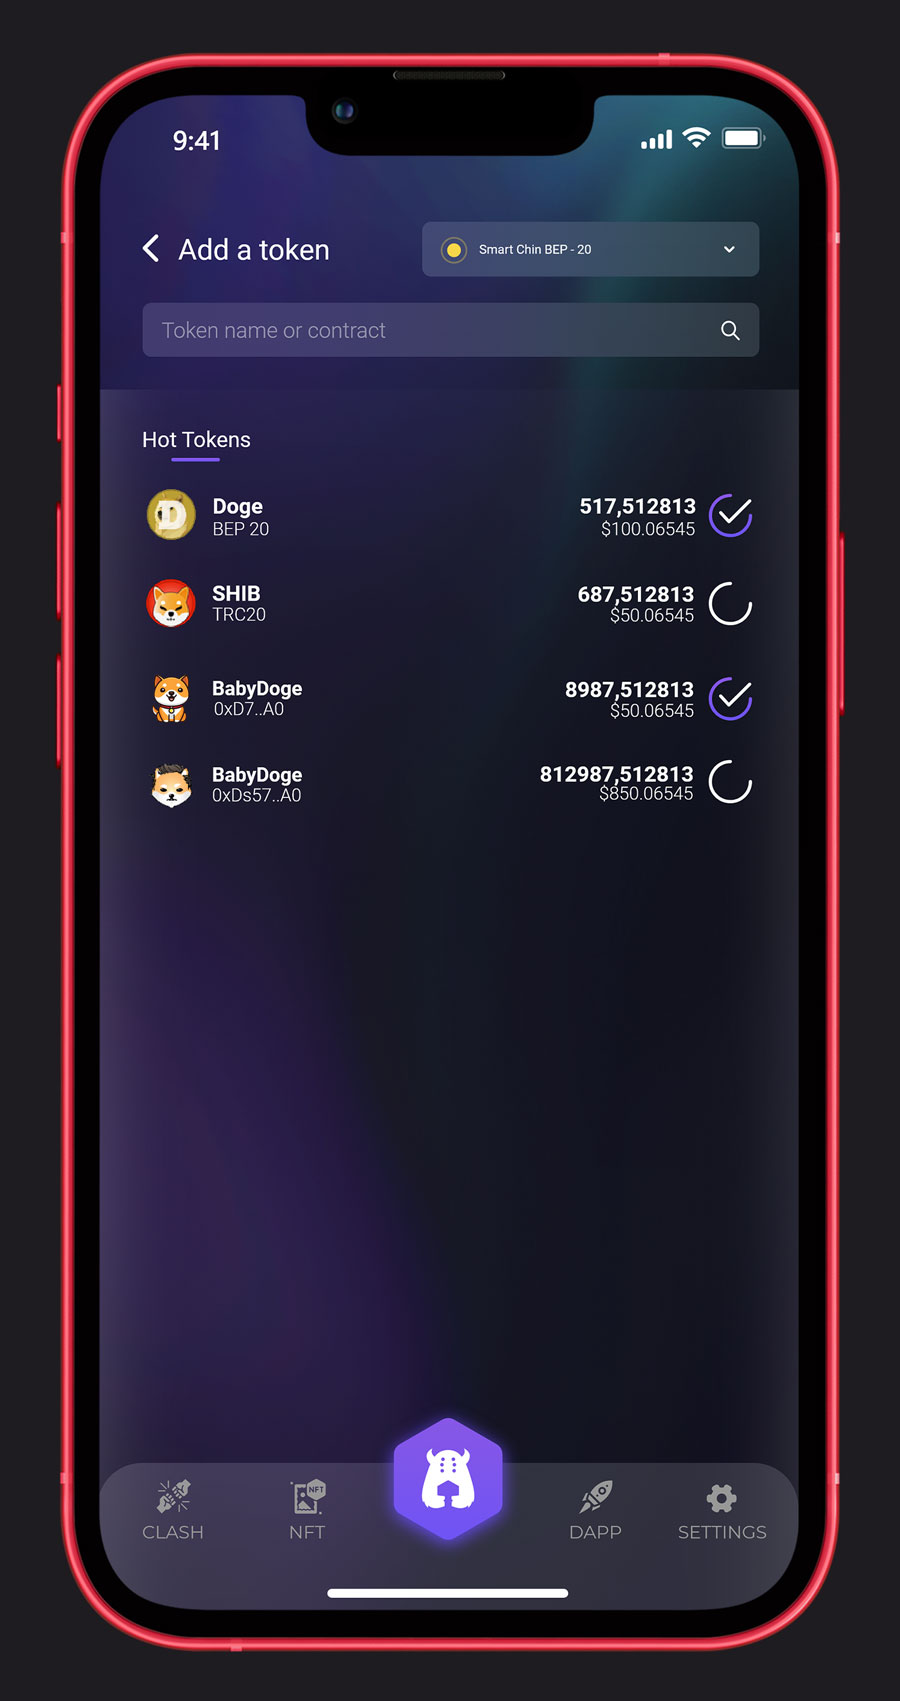 9:41
Add a token
Smart Chin BEP - 20
Token name or contract
Hot Tokens
Doge
517,512813
BEP 20
$100.06545
SHIB
687,512813
TRC20
$50.06545
BabyDoge
8987,512813
0xD7..A0
$50.06545
BabyDoge
812987,512813
0xDs57..A0
$850.06545
NFT
CLASH
NFT
DAPP
SETTINGS